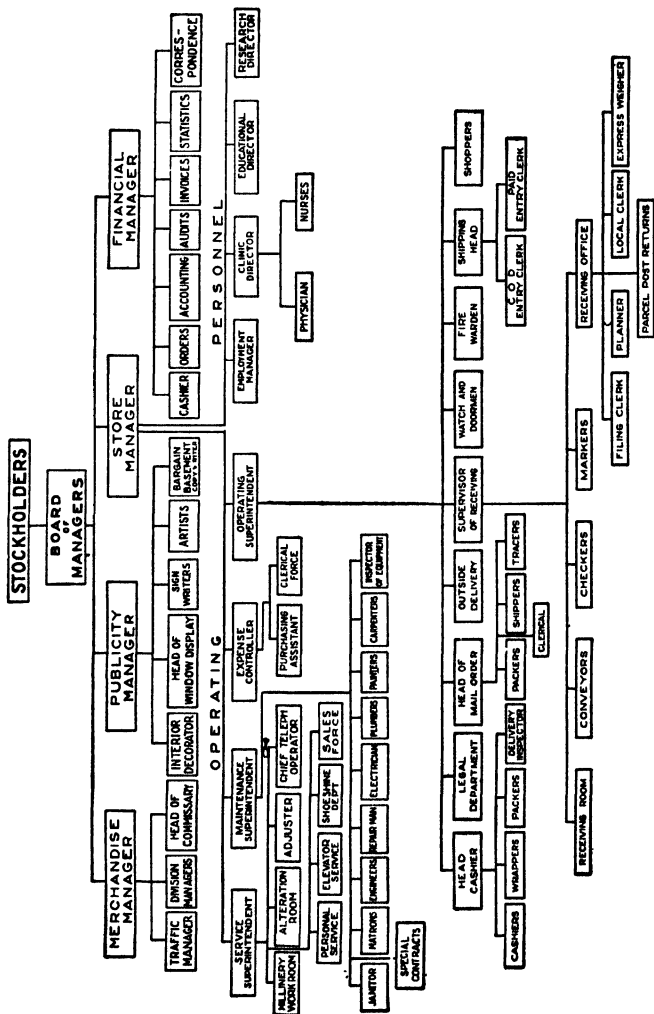 STOCKHOLDERS
BOARD
OF
MANAGERS
MERCHANDISE
MANAGER
PUBLICITY
MANAGER
STORE
MANAGER
FINANCIAL
MANAGER
TRAFFIC
MANAGER
DIVISION
MANAGERS
HEAD OF
COMMISSARY
INTERIOR
DECORATOR
HEAD OF
WINDOW DISPLAY
SIGN
WRITERS
ARTISTS
BARGAIN
BASEMENT
CASHIER
ORDERS
ACCOUNTING
AUDITS
INVOICES
STATISTICS
CORRES-
PONDENCE
OPERATING
PERSONNEL
SERVICE
SUPERINTENDENT
MAINTENANCE
SUPERINTENDENT
EXPENSE
CONTROLLER
OPERATING
SUPERINTENDENT
EMPLOYMENT
MANAGER
CLINIC
DIRECTOR
EDUCATIONAL
DIRECTOR
RESEARCH
DIRECTOR
MILLINERY
WORK ROOM
ALTERATION
ROOM
ADJUSTER
CHIEF TELEPH
OPERATOR
PURCHASING
ASSISTANT
CLERICAL
FORCE
PHYSICIAN
NURSES
PERSONAL
SERVICE
ELEVATOR
SERVICE
SHOESHINE
DEPT
SALES
FORCE
JANITOR
MATRONS
ENGINEERS
REPAIR MAN
ELECTRICIAN
PLUMBERS
PAINTERS
CARPENTERS
INSPECTOR
OF EQUIPMENT
SPECIAL
CONTRACTS
HEAD
CASHIER
LEGAL
DEPARTMENT
HEAD OF
MAIL ORDER
OUTSIDE
DELIVERY
SUPERVISOR
OF RECEIVING
WATCH AND
DOORMEN
FIRE
WARDEN
SHIPPING
HEAD
SHOPPERS
CASHIERS
WRAPPERS
PACKERS
DELIVERY
INSPECTOR
PACKERS
SHIPPERS
TRACERS
C O D
ENTRY CLERK
PAID
ENTRY CLERK
CLERICAL
RECEIVING ROOM
CONVEYORS
CHECKERS
MARKERS
RECEIVING OFFICE
FILING CLERK
PLANNER
LOCAL CLERK
EXPRESS WEIGHER
PARCEL POST RETURNS